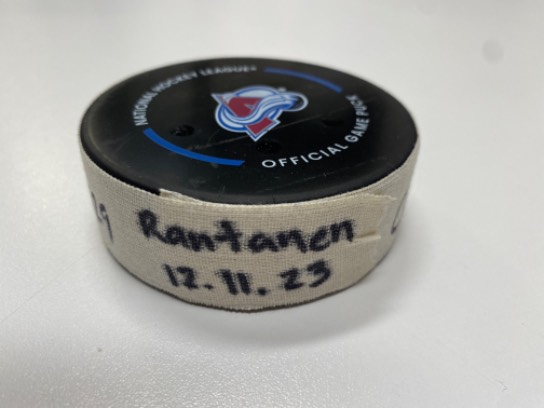 NATIONAL HOCKEY LEAGUE®
OFFICIAL GAME PUCK
Rantanen
12.11.23